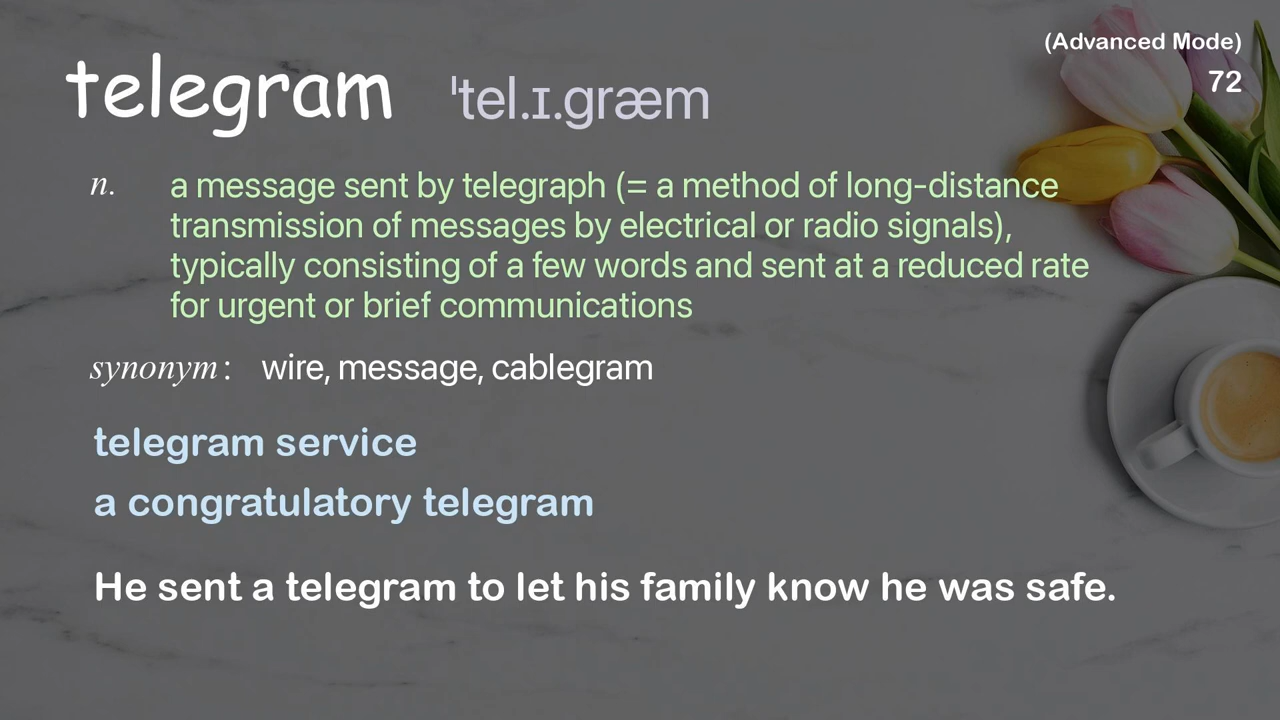 (Advanced Mode)
72
telegram ˈtel.ɪ.græm
n. a message sent by telegraph (= a method of long-distance
transmission of messages by electrical or radio signals),
typically consisting of a few words and sent at a reduced rate
for urgent or brief communications
synonym: wire, message, cablegram
telegram service
a congratulatory telegram
He sent a telegram to let his family know he was safe.